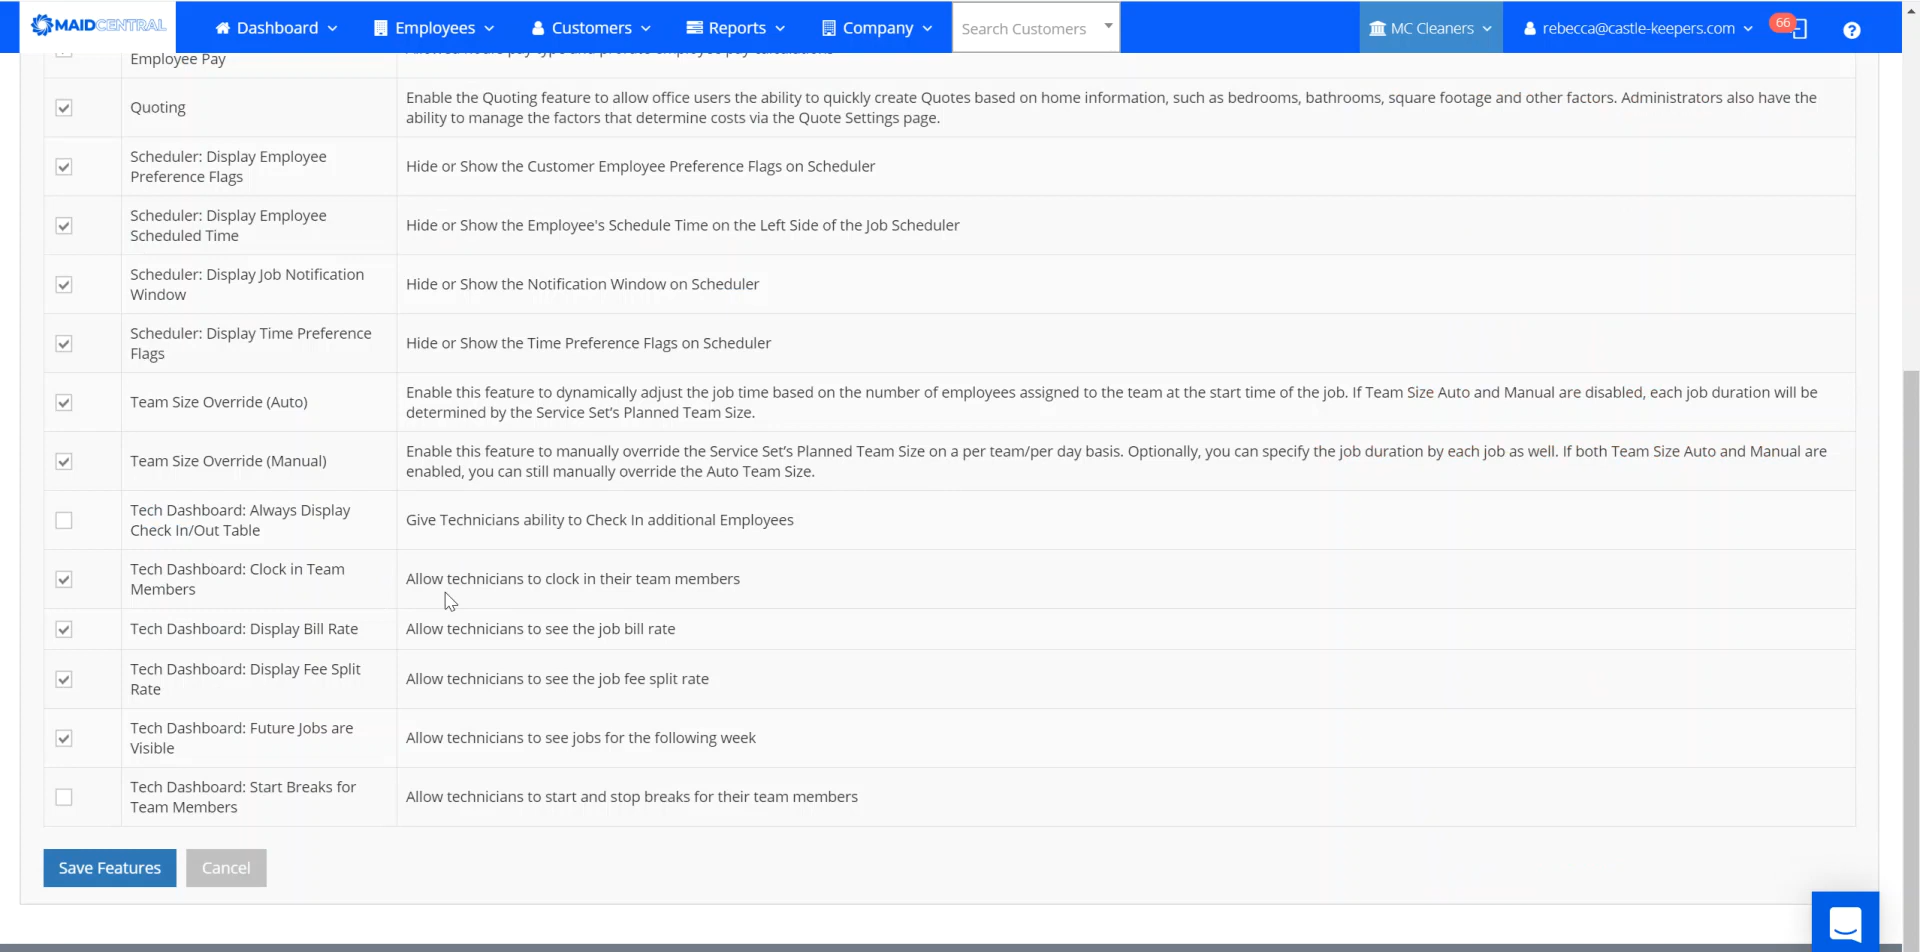 MAIDCENTRAL
Dashboard
Employees
Customers
Reports
Company
Search Customers
MC Cleaners
rebecca@castle-keepers.com
66
Employee Pay
Quoting
Enable the Quoting feature to allow office users the ability to quickly create Quotes based on home information, such as bedrooms, bathrooms, square footage and other factors. Administrators also have the
ability to manage the factors that determine costs via the Quote Settings page.
Scheduler: Display Employee
Preference Flags
Hide or Show the Customer Employee Preference Flags on Scheduler
Scheduler: Display Employee
Scheduled Time
Hide or Show the Employee's Schedule Time on the Left Side of the Job Scheduler
Scheduler: Display Job Notification
Window
Hide or Show the Notification Window on Scheduler
Scheduler: Display Time Preference
Flags
Hide or Show the Time Preference Flags on Scheduler
Team Size Override (Auto)
Enable this feature to dynamically adjust the job time based on the number of employees assigned to the team at the start time of the job. If Team Size Auto and Manual are disabled, each job duration will be
determined by the Service Set's Planned Team Size.
Team Size Override (Manual)
Enable this feature to manually override the Service Set's Planned Team Size on a per team/per day basis. Optionally, you can specify the job duration by each job as well. If both Team Size Auto and Manual are
enabled, you can still manually override the Auto Team Size.
Tech Dashboard: Always Display
Check In/Out Table
Give Technicians ability to Check In additional Employees
Tech Dashboard: Clock in Team
Members
Allow technicians to clock in their team members
Tech Dashboard: Display Bill Rate
Allow technicians to see the job bill rate
Tech Dashboard: Display Fee Split
Rate
Allow technicians to see the job fee split rate
Tech Dashboard: Future Jobs are
Visible
Allow technicians to see jobs for the following week
Tech Dashboard: Start Breaks for
Team Members
Allow technicians to start and stop breaks for their team members
Save Features
Cancel